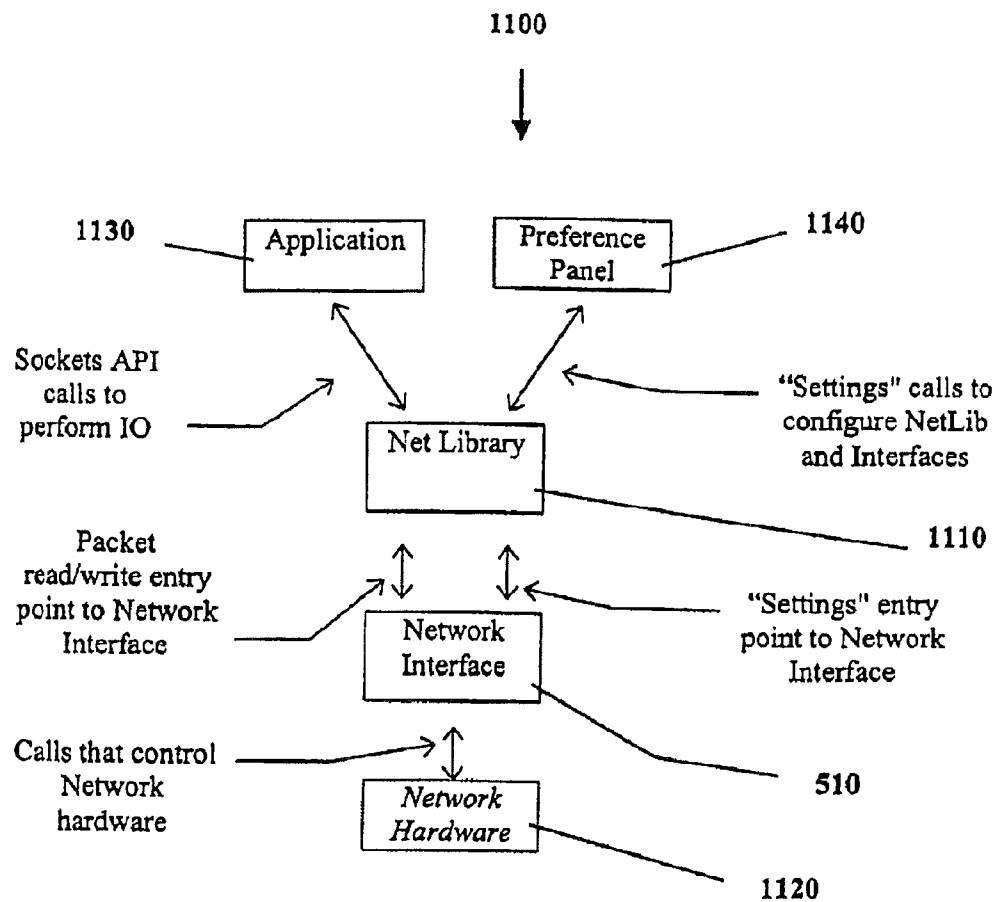 1100
1130
Application
Preference
Panel
1140
Sockets API
calls to
perform IO
"Settings" calls to
configure NetLib
and Interfaces
Net Library
1110
Packet
read/write entry
point to Network
Interface
"Settings" entry
point to Network
Interface
Network
Interface
510
Calls that control
Network
hardware
Network
Hardware
1120